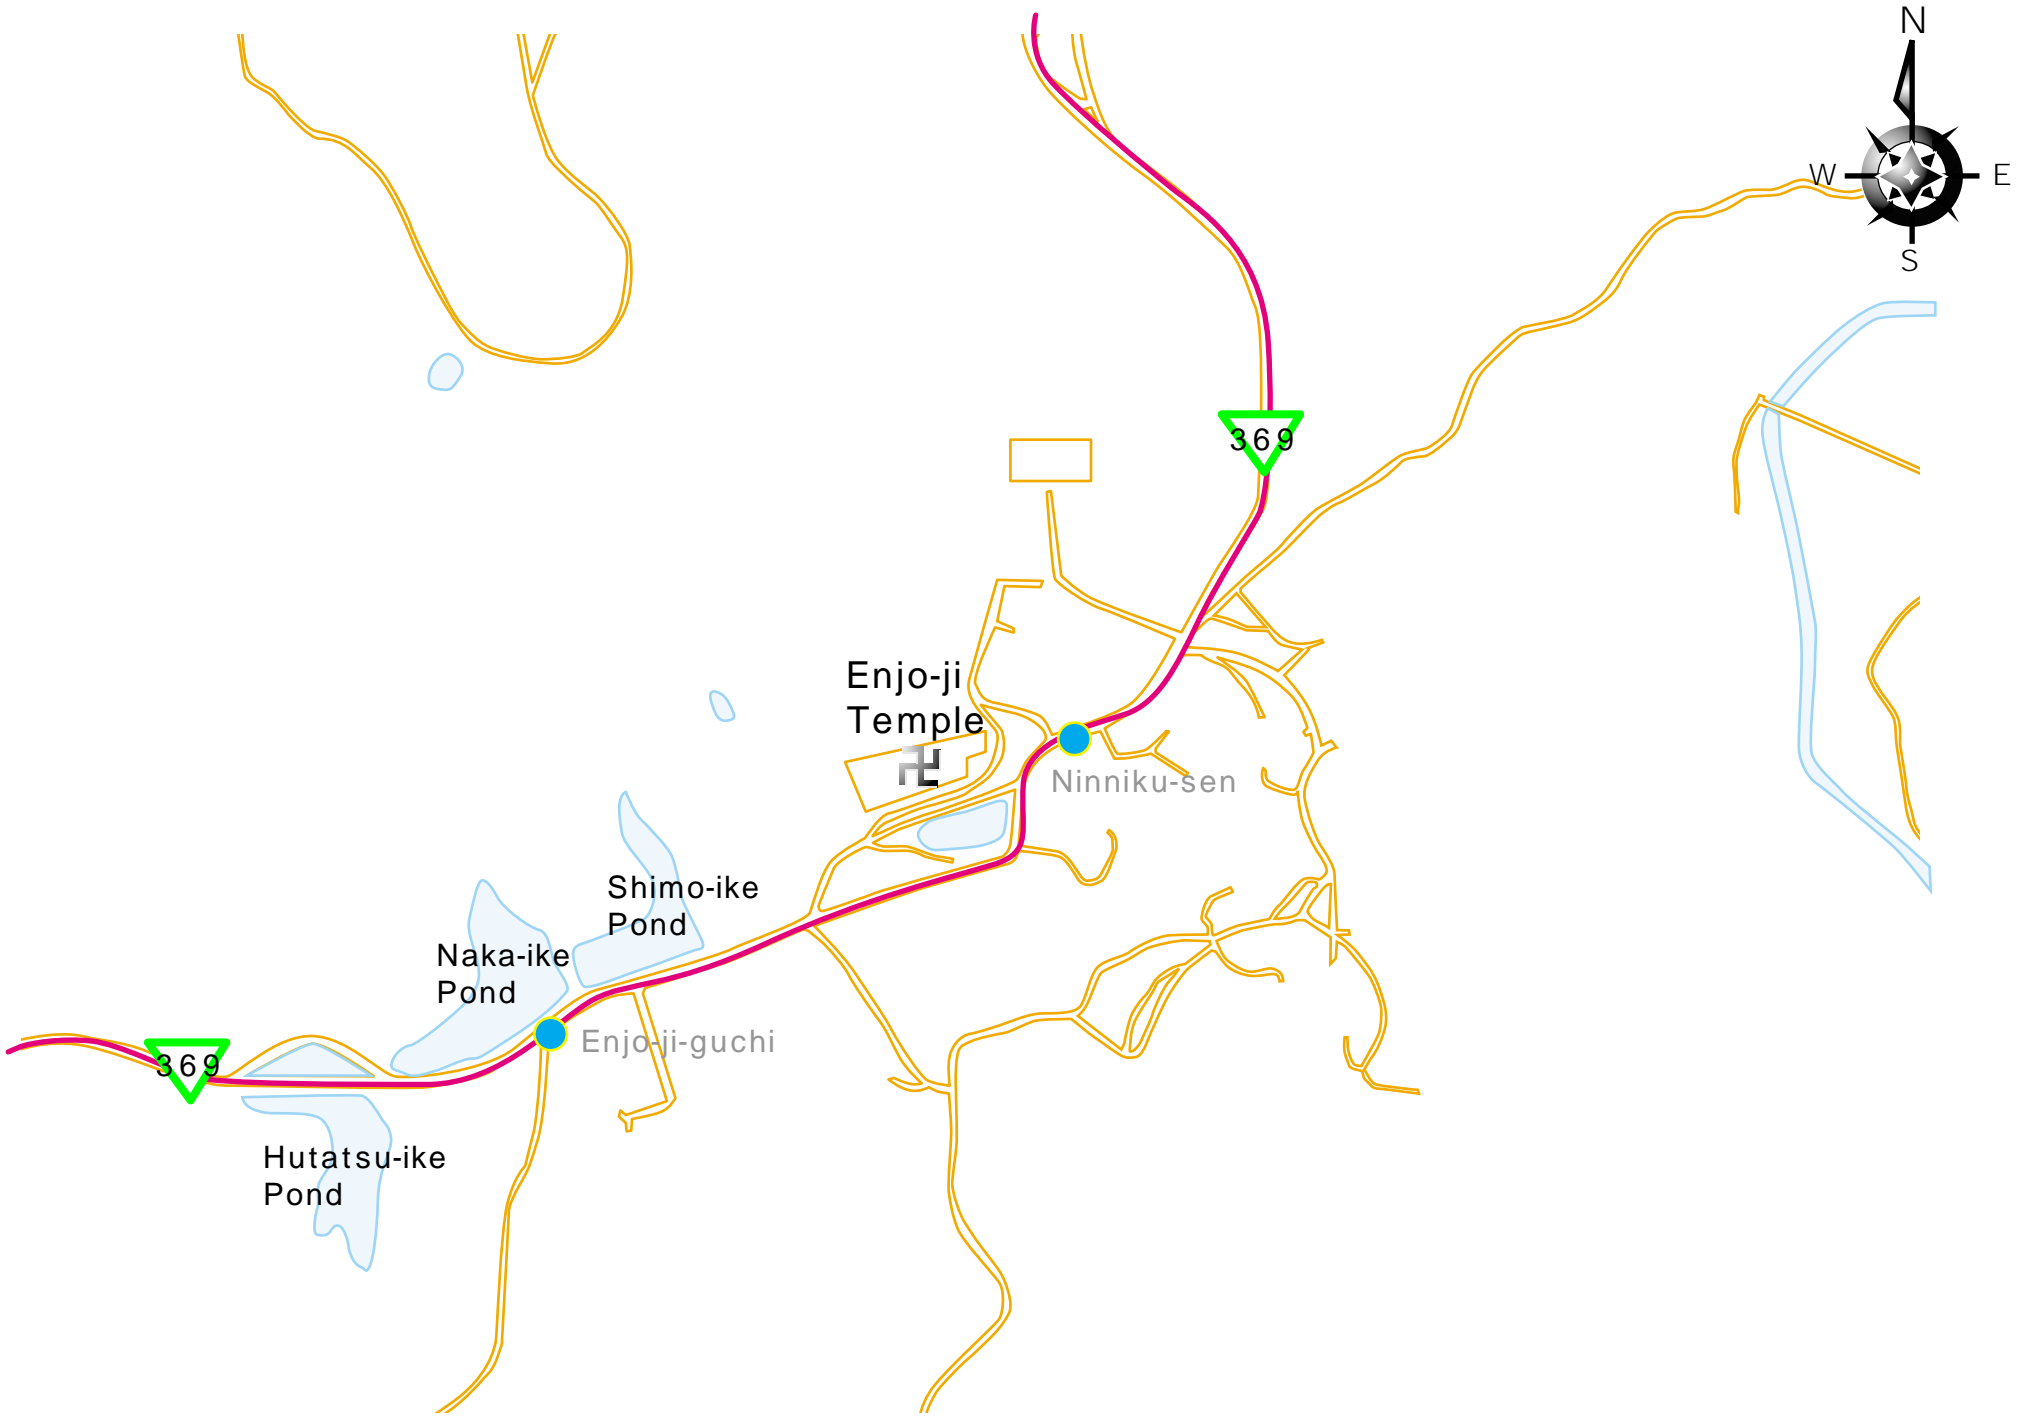 N
W
E
S
369
Enjo-ji
Temple
Ninniku-sen
Shimo-ike
Pond
Naka-ike
Pond
Enjo-ji-guchi
369
Hutatsu-ike
Pond